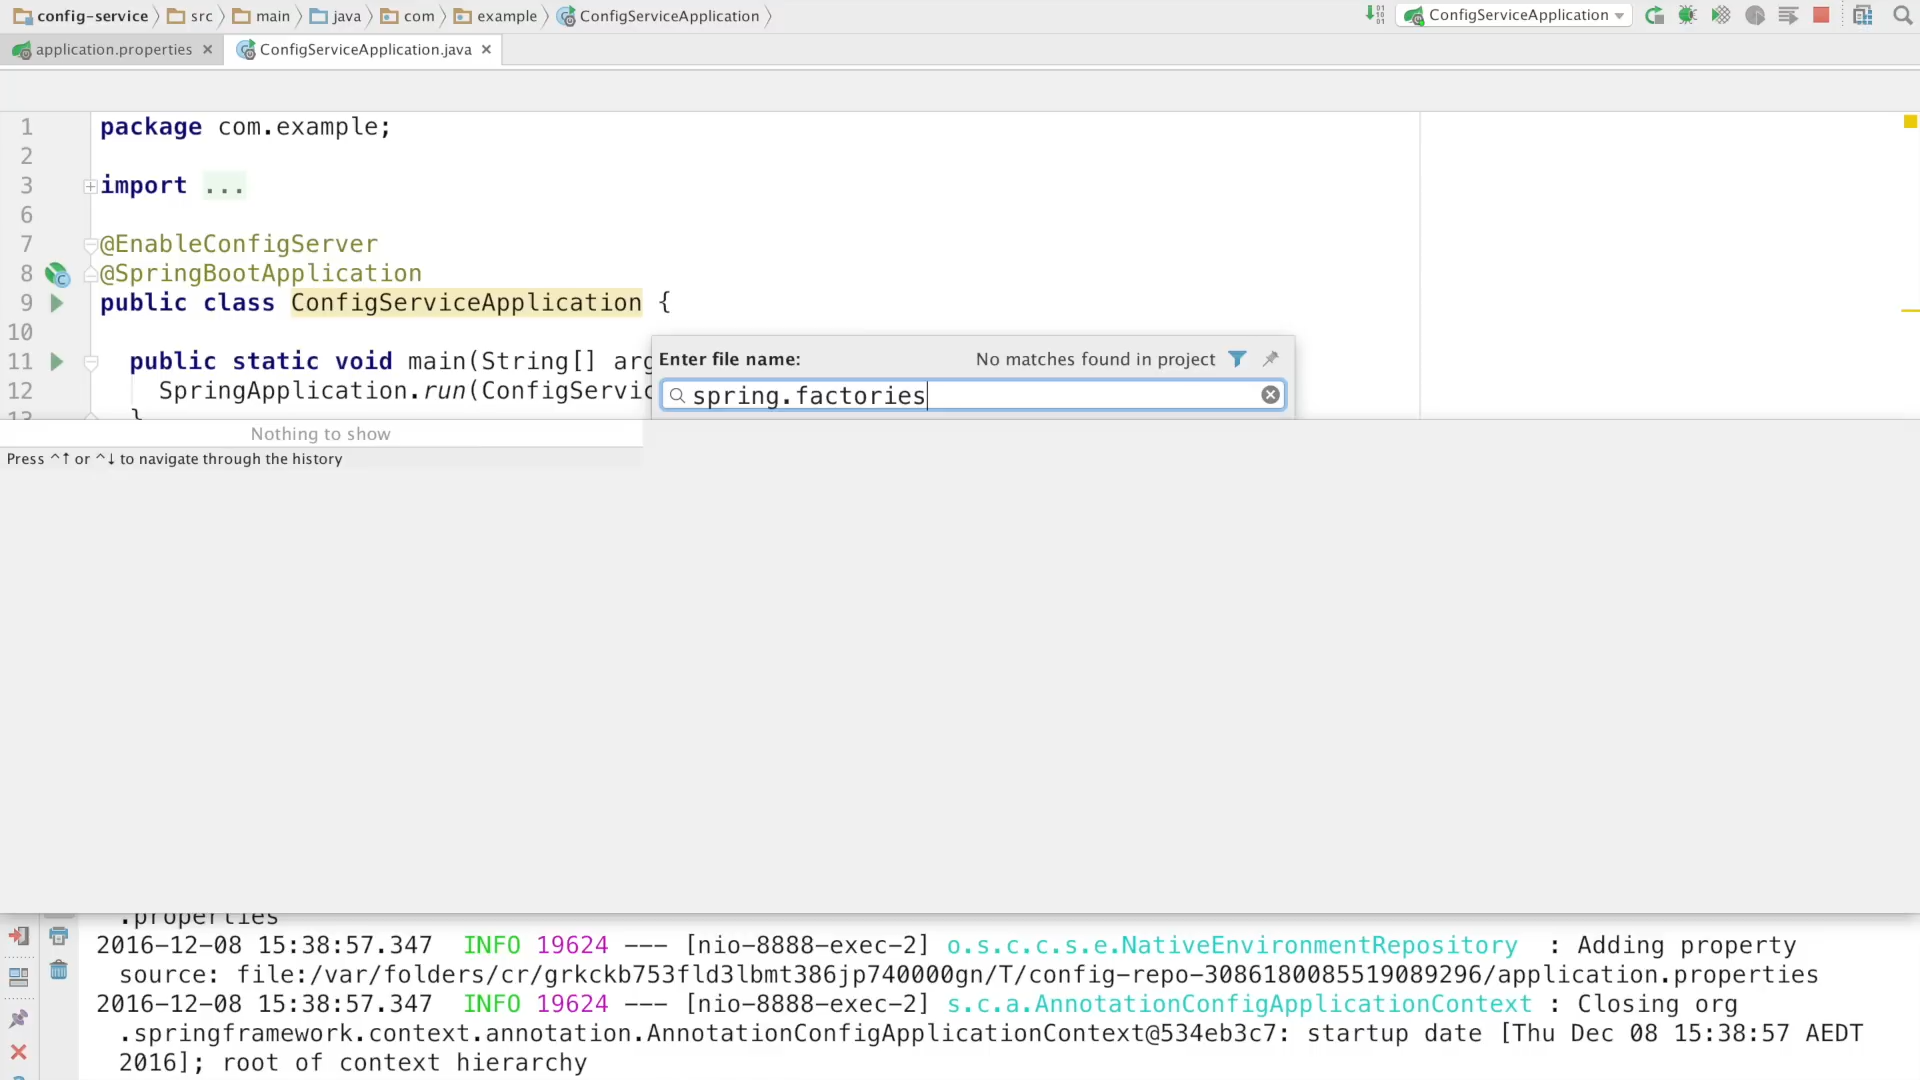 config-service src main java com example ConfigServiceApplication
ConfigServiceApplication
application.properties ConfigServiceApplication.java
1 package com.example;
2
3 import ...
6
7 @EnableConfigServer
8 @SpringBootApplication
9 public class ConfigServiceApplication {
10
11 public static void main(String[] arg
12 SpringApplication.run(ConfigServic
13 }
Enter file name: No matches found in project
spring.factories
Nothing to show
Press ^↑ or ^↓ to navigate through the history
.properties
2016-12-08 15:38:57.347 INFO 19624 --- [nio-8888-exec-2] o.s.c.c.s.e.NativeEnvironmentRepository : Adding property
source: file:/var/folders/cr/grkckb753fld3lbmt386jp740000gn/T/config-repo-3086180085519089296/application.properties
2016-12-08 15:38:57.347 INFO 19624 --- [nio-8888-exec-2] s.c.a.AnnotationConfigApplicationContext : Closing org
.springframework.context.annotation.AnnotationConfigApplicationContext@534eb3c7: startup date [Thu Dec 08 15:38:57 AEDT
2016]; root of context hierarchy